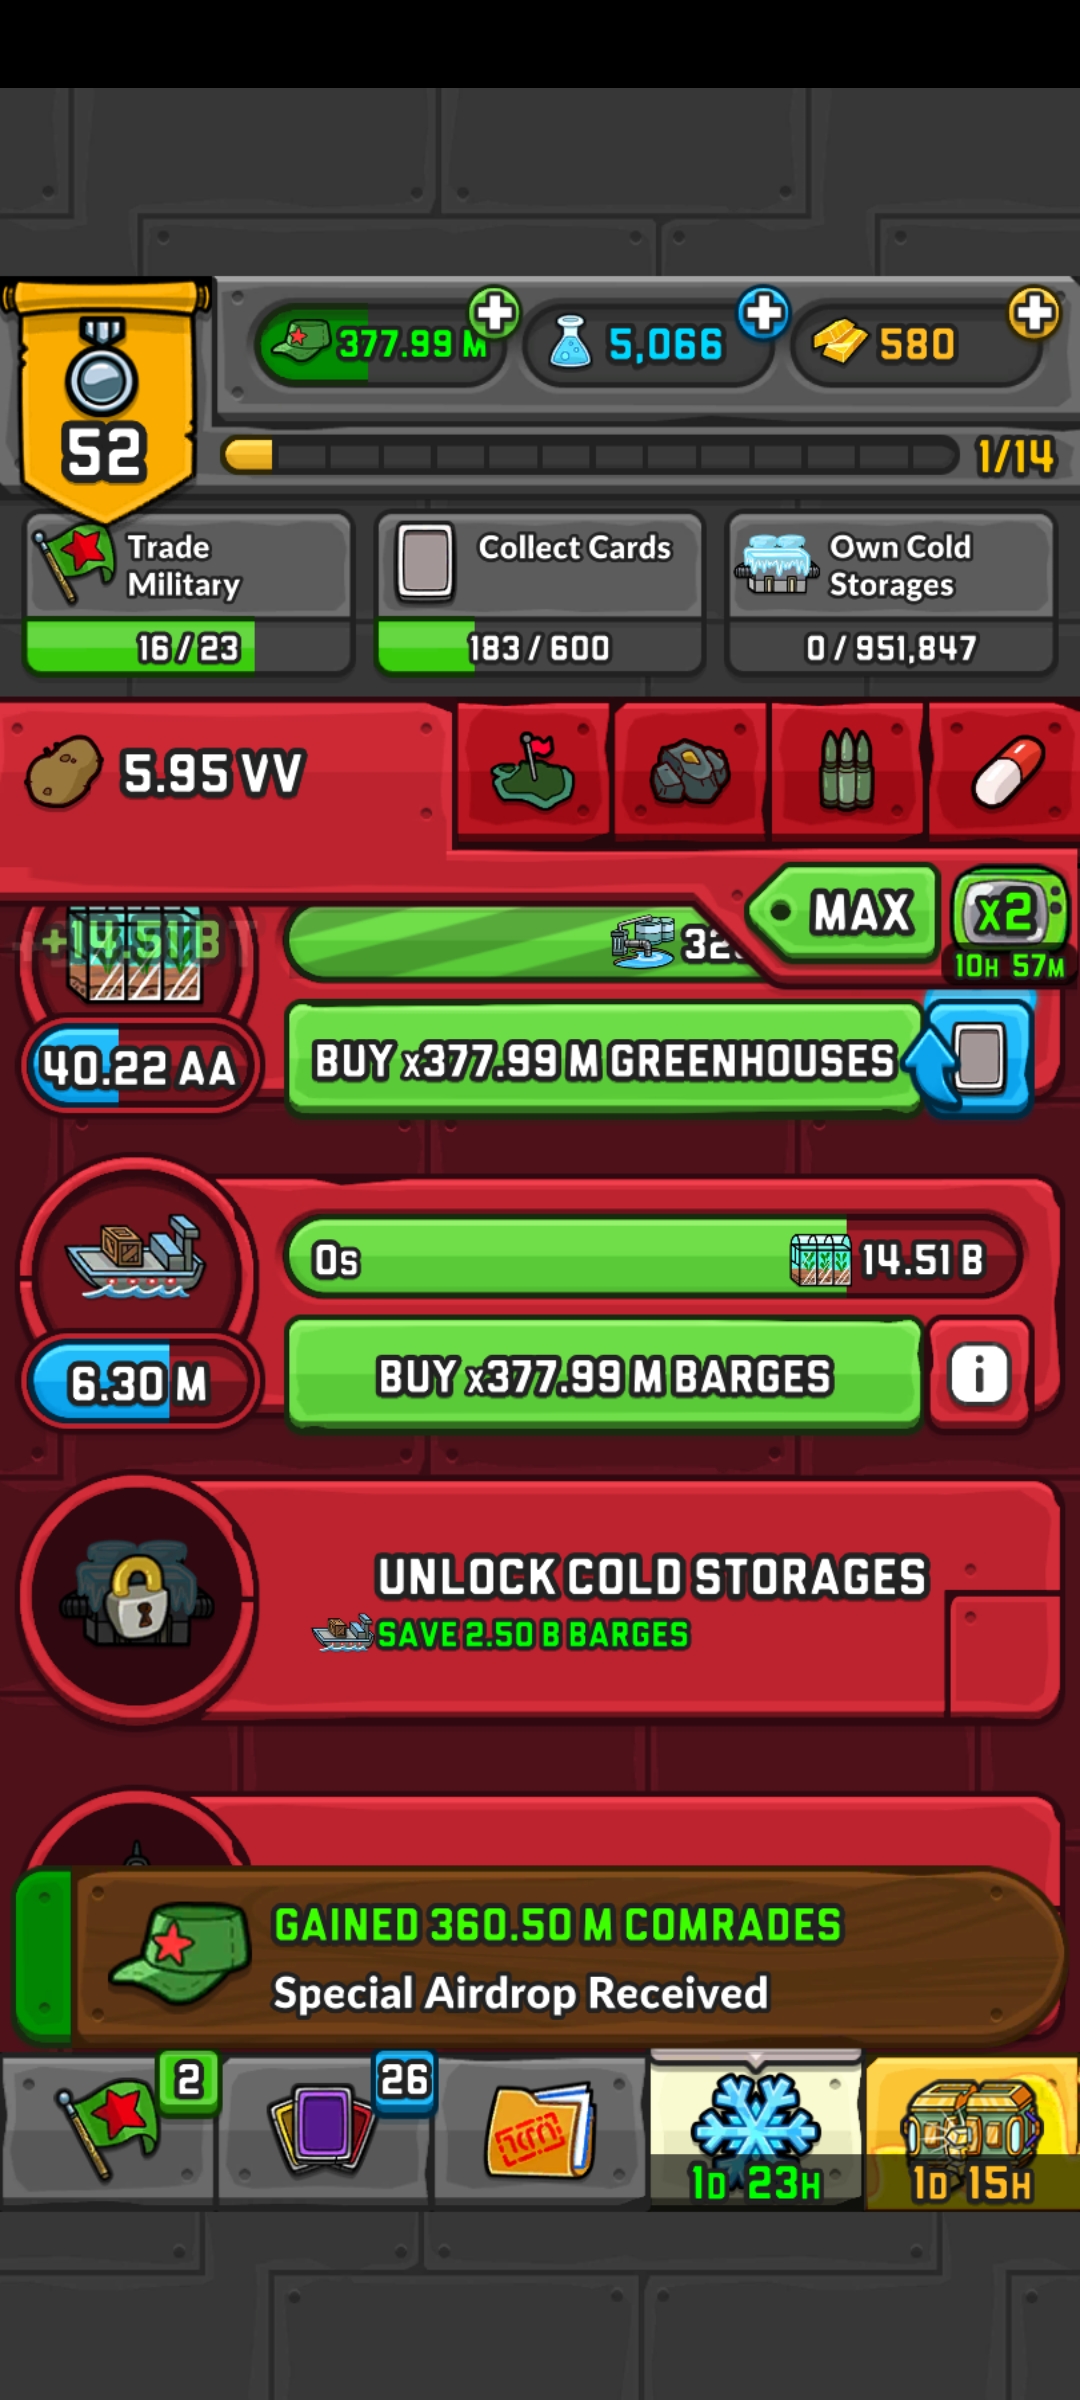 377.99 M
5,066
580
52
1/14
Trade
Military
16 / 23
Collect Cards
183 / 600
Own Cold
Storages
0 / 951,847
5.95 VV
MAX
x2
10H 57M
+14.51 B
40.22 AA
BUY x377.99 M GREENHOUSES
0s
14.51 B
6.30 M
BUY x377.99 M BARGES
i
UNLOCK COLD STORAGES
SAVE 2.50 B BARGES
GAINED 360.50 M COMRADES
Special Airdrop Received
2
26
1D 23H
1D 15H